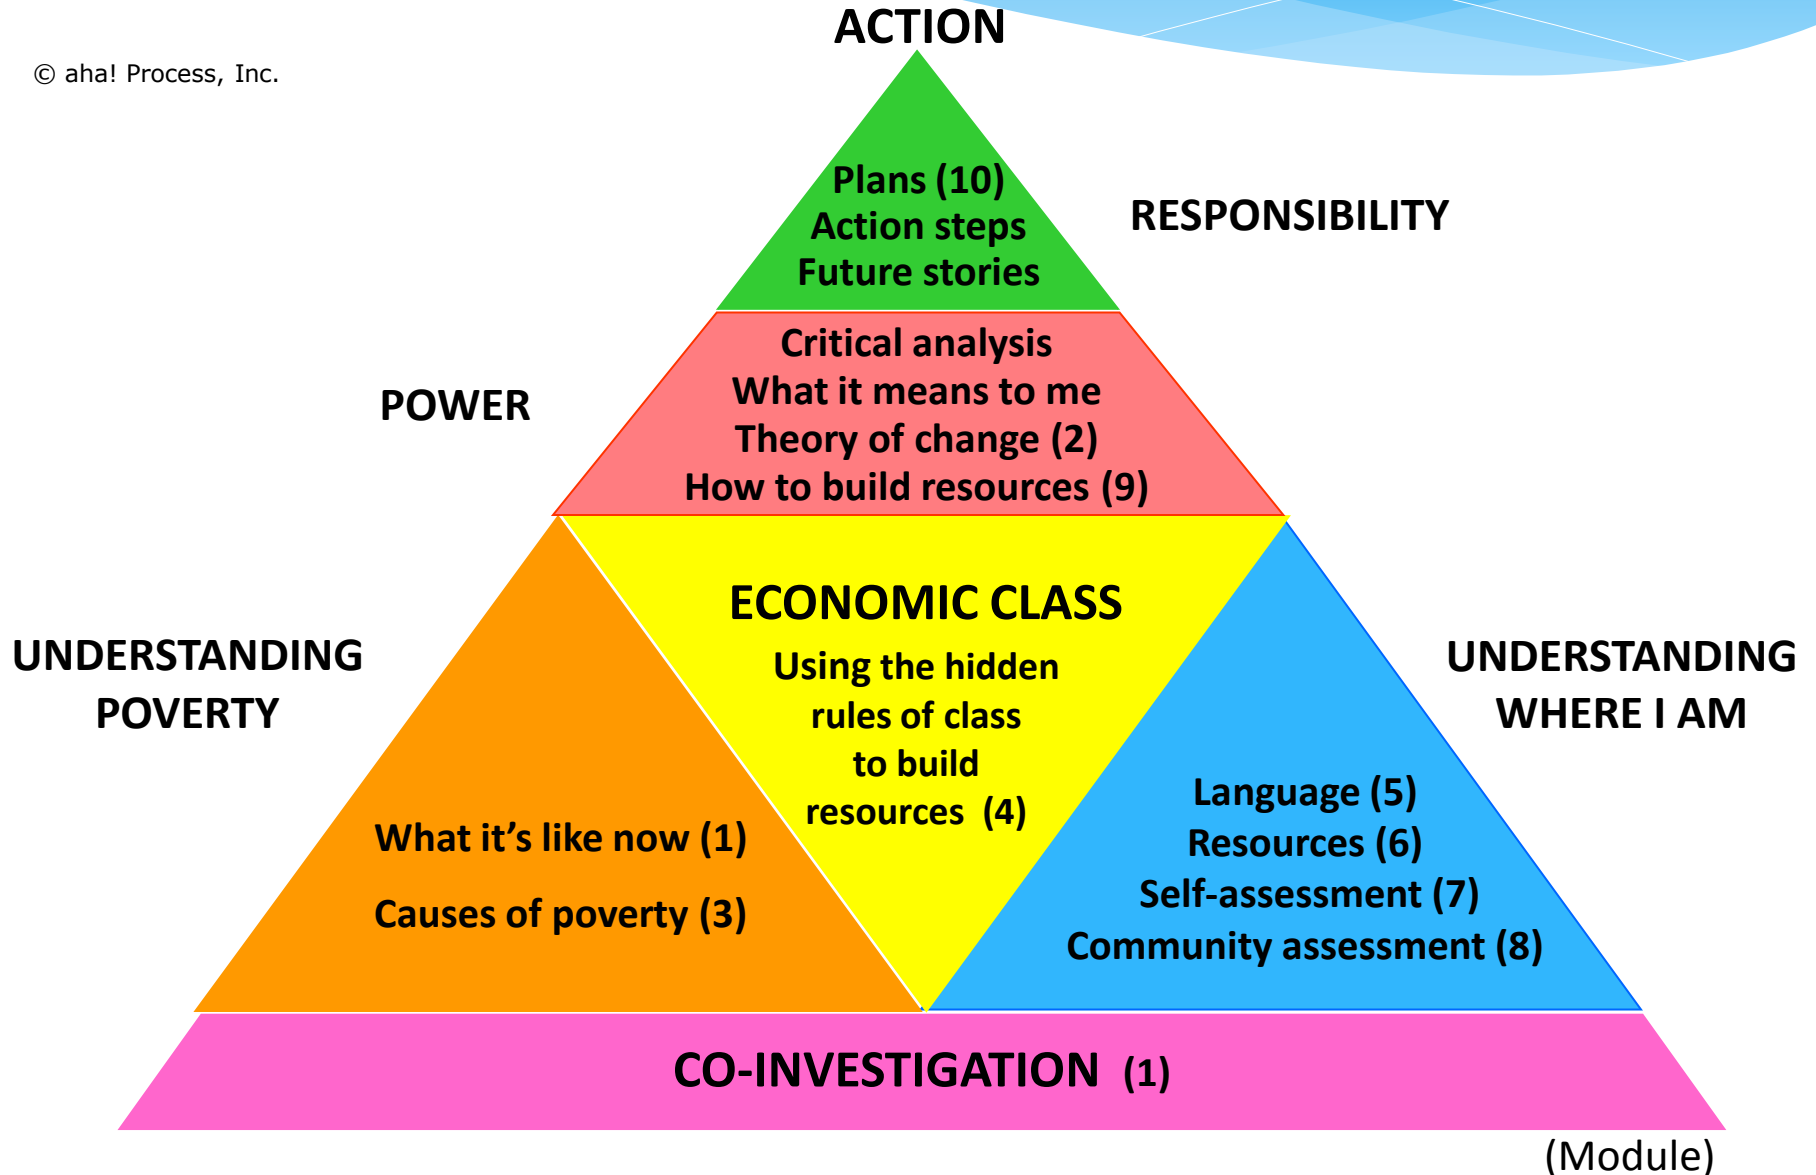 ACTION
© aha! Process, Inc.
Plans (10)
Action steps
Future stories
RESPONSIBILITY
Critical analysis
What it means to me
Theory of change (2)
How to build resources (9)
POWER
ECONOMIC CLASS
Using the hidden
rules of class
to build
resources (4)
UNDERSTANDING
POVERTY
What it’s like now (1)
Causes of poverty (3)
UNDERSTANDING
WHERE I AM
Language (5)
Resources (6)
Self-assessment (7)
Community assessment (8)
CO-INVESTIGATION (1)
(Module)